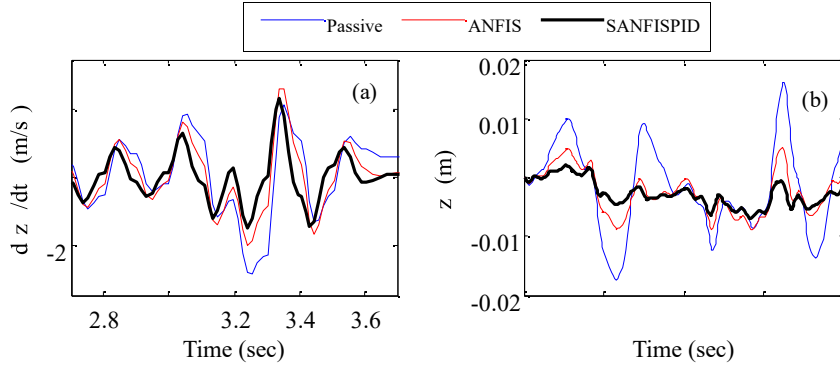 Passive ANFIS SANFISPID
(a)
d z /dt (m/s)
-2
2.8 3.2 3.4 3.6
Time (sec)
0.02
(b)
0.01
z (m)
-0.01
-0.02
Time (sec)